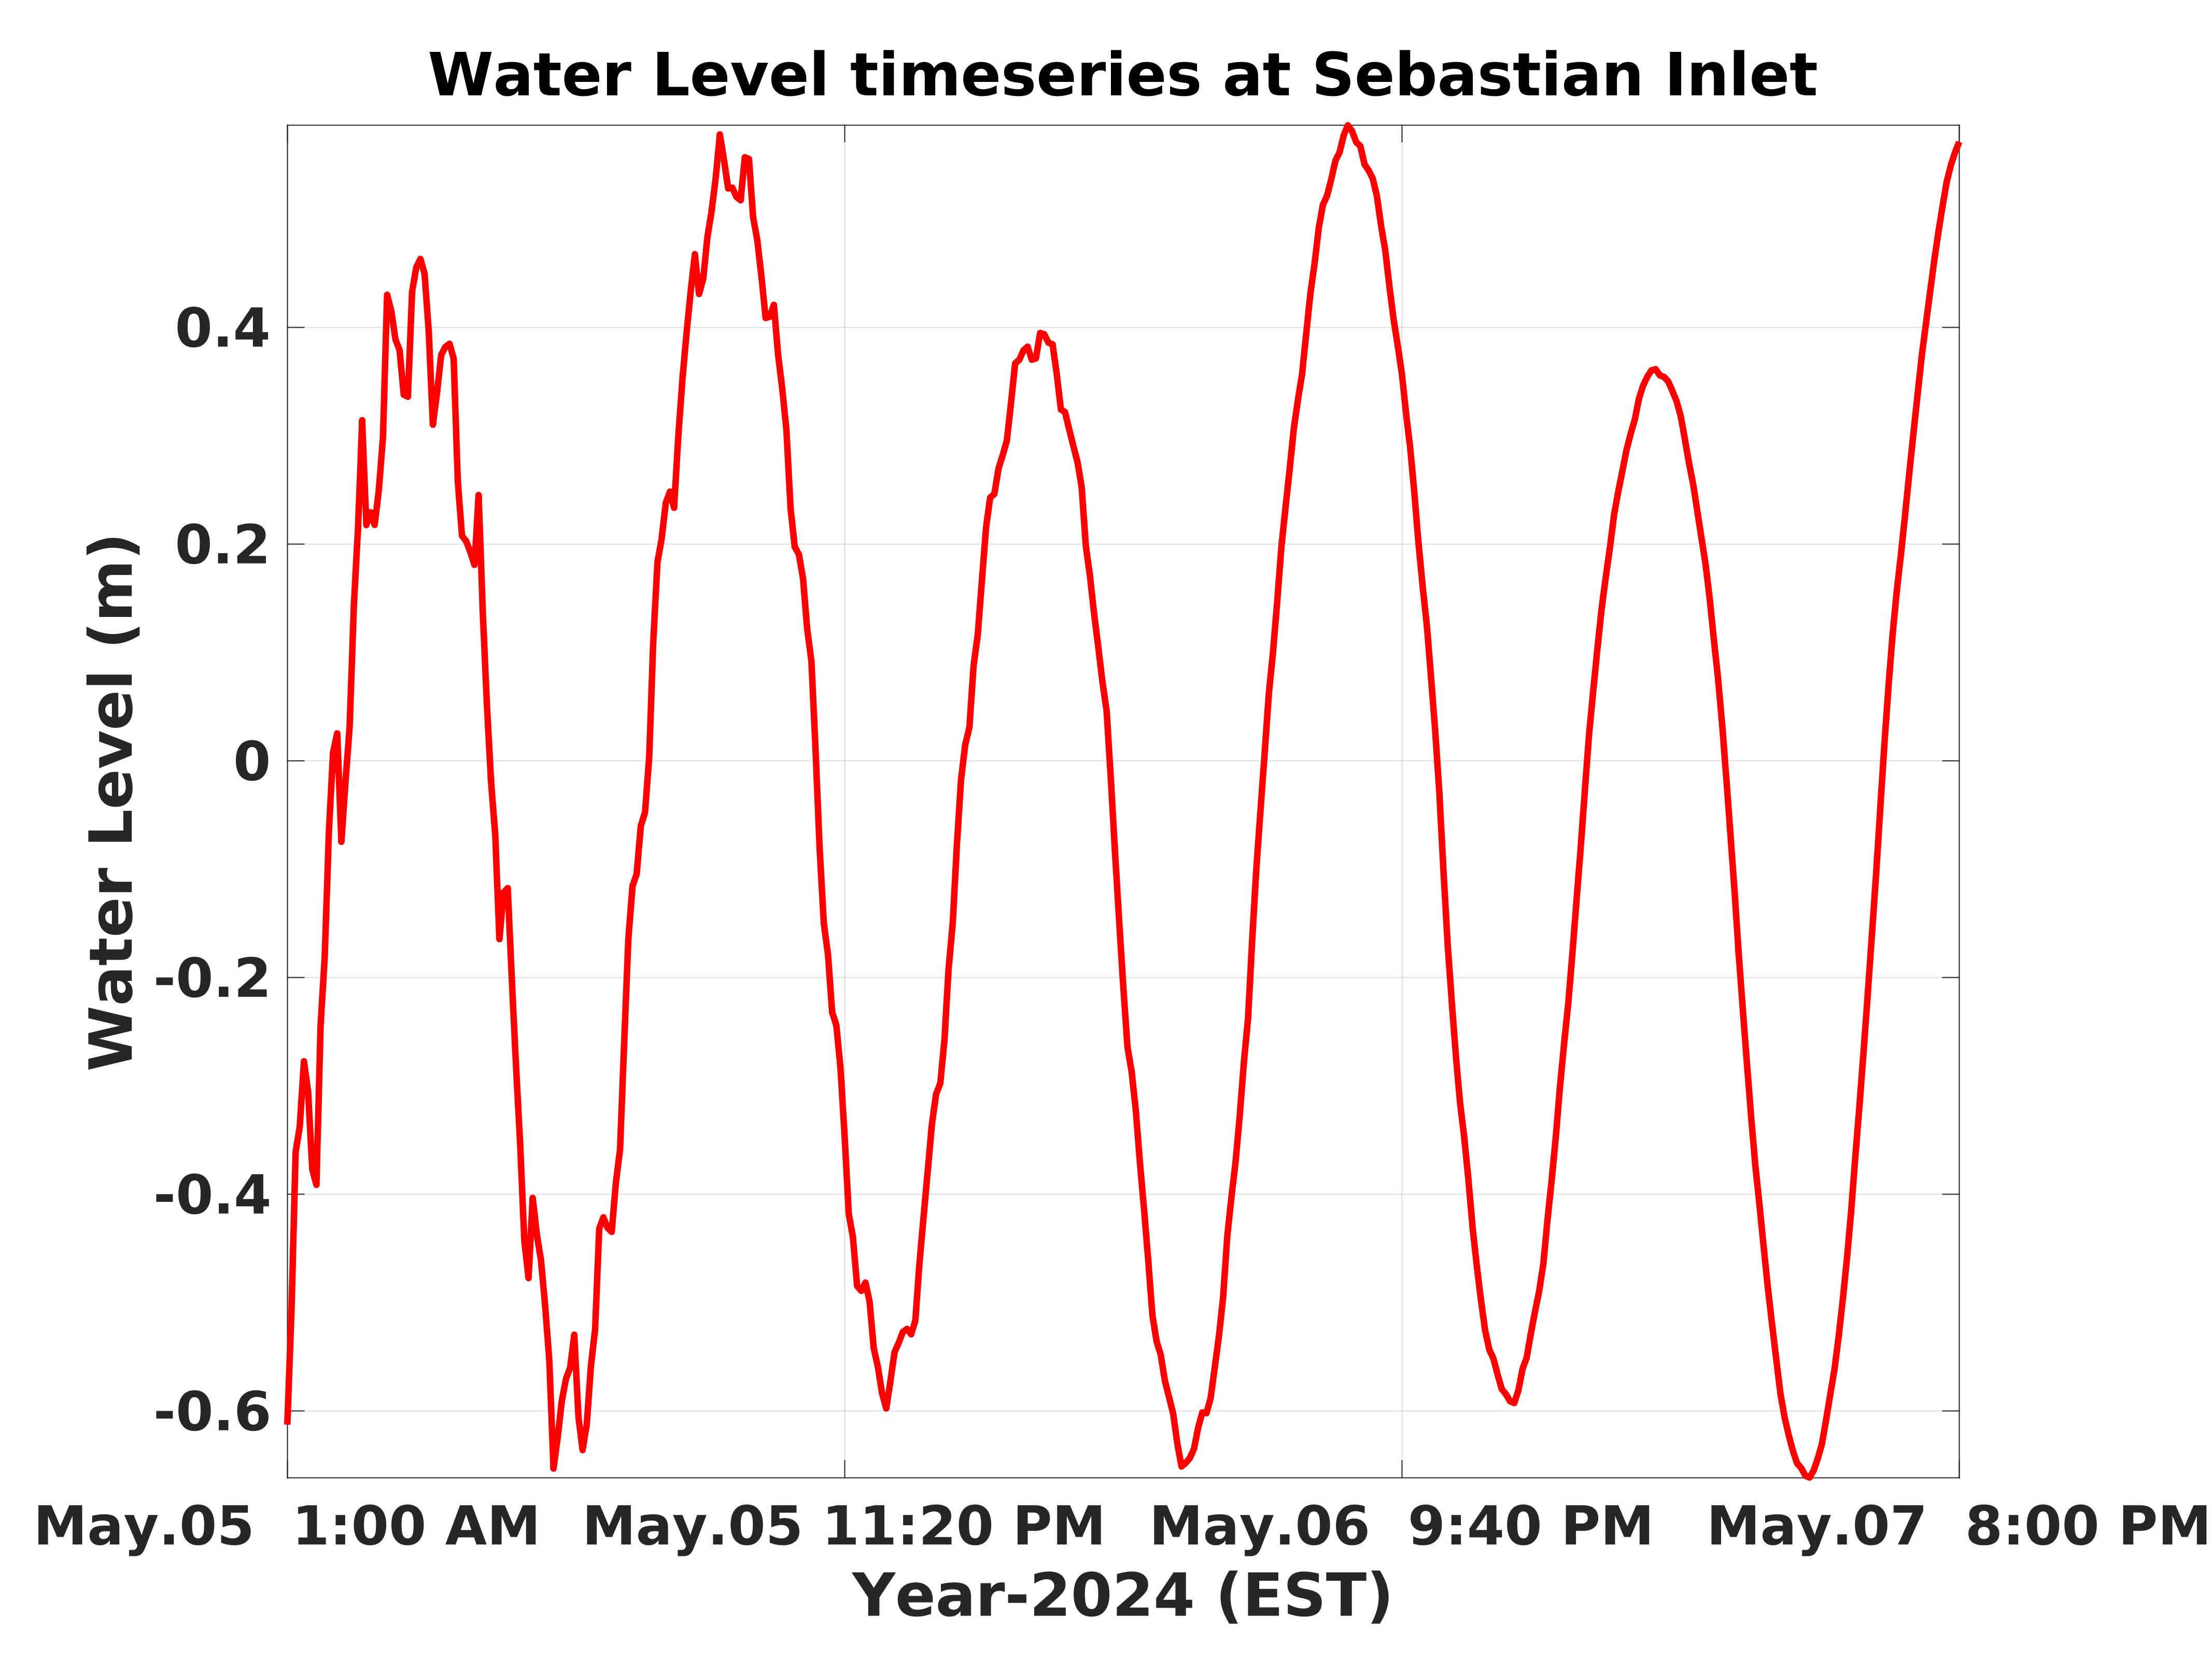 Water Level timeseries at Sebastian Inlet
Water Level (m)
0.4
0.2
0
-0.2
-0.4
-0.6
May.05 1:00 AM May.05 11:20 PM May.06 9:40 PM May.07 8:00 PM
Year-2024 (EST)